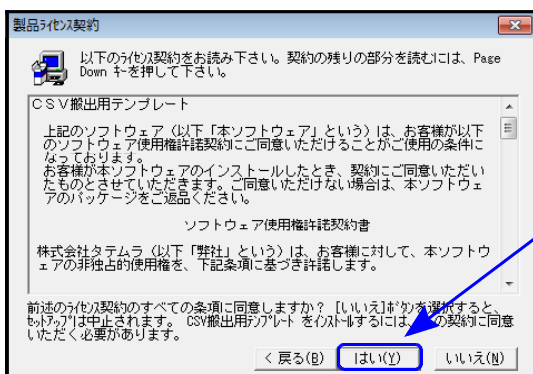 製品ライセンス契約
以下のライセンス契約をお読み下さい。契約の残りの部分を読むには、Page
Down キーを押して下さい。
CSV搬出用テンプレート
上記のソフトウェア（以下「本ソフトウェア」という）は、お客様が以下
のソフトウェア使用権許諾契約にご同意いただけることがご使用の条件に
なっております。
お客様が本ソフトウェアのインストールしたとき、契約にご同意いただい
たものとさせていただきます。ご同意いただけない場合は、本ソフトウェ
アのパッケージをご返品ください。
ソフトウェア使用権許諾契約書
株式会社タテムラ（以下「弊社」という）は、お客様に対して、本ソフトウ
ェアの非独占的使用権を、下記条項に基づき許諾します。
前述のライセンス契約のすべての条項に同意しますか？ [いいえ]ボタンを選択すると、
セットアップは中止されます。 CSV搬出用テンプレート をインストールするには、の契約に同意
いただく必要があります。
< 戻る(B) はい(Y) いいえ(N)